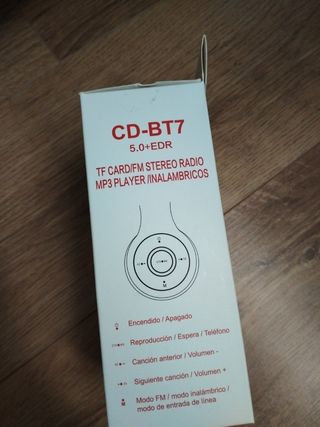 CD-BT7
5.0+EDR
TF CARD/FM STEREO RADIO
MP3 PLAYER /INALAMBRICOS
M
Encendido / Apagado
Reproducción / Espera / Teléfono
Canción anterior / Volumen -
Siguiente canción / Volumen +
M Modo FM / modo inalámbrico /
modo de entrada de línea